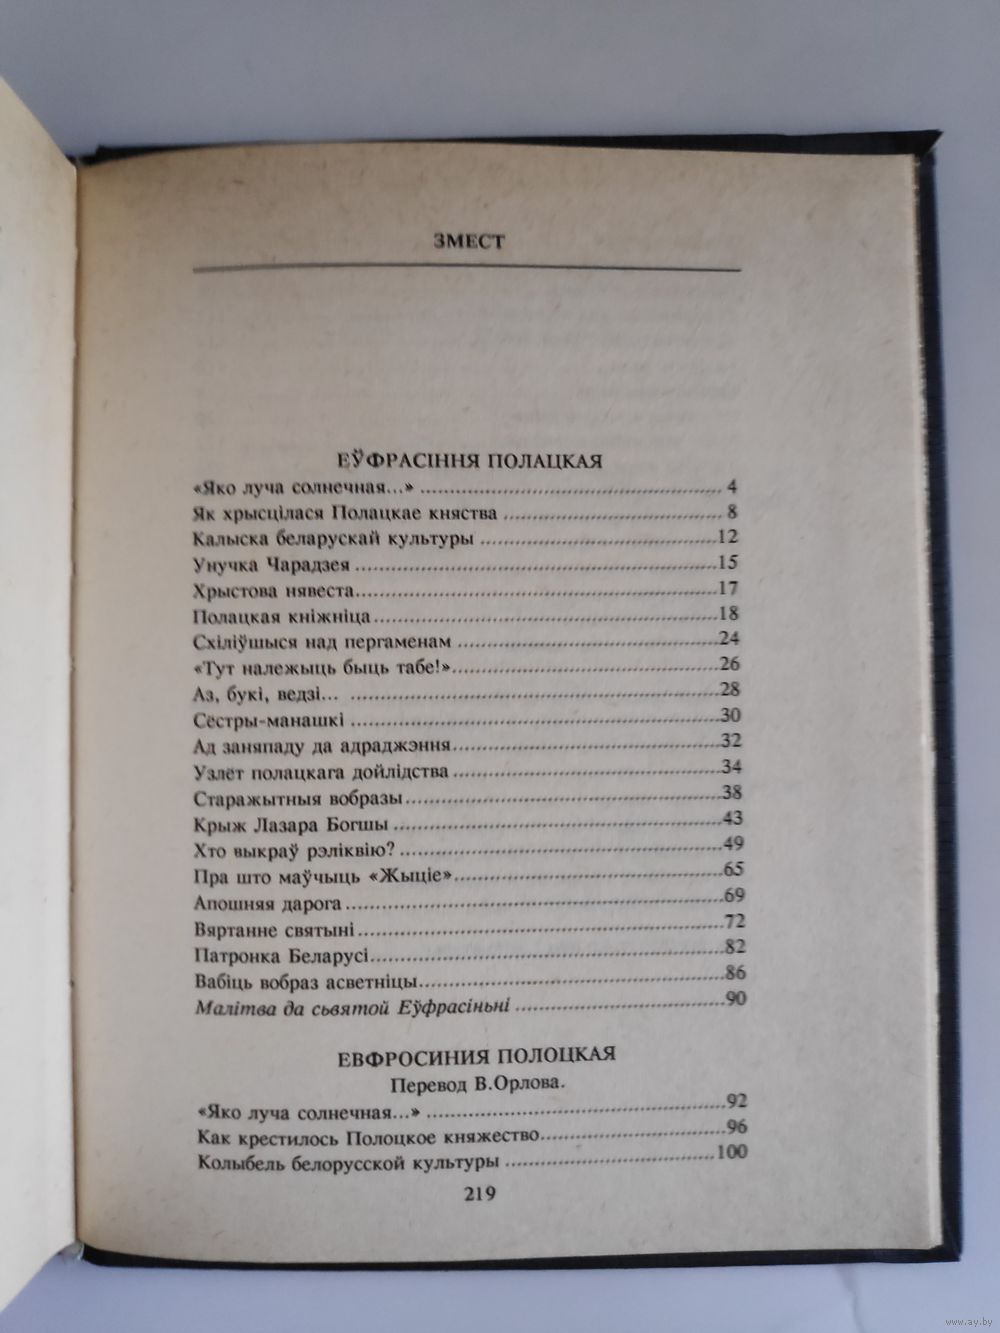 ЗМЕСТ
ЕЎФРАСІННЯ ПОЛАЦКАЯ
«Яко луча солнечная...» 4
Як хрысцілася Полацкае княства 8
Калыска беларускай культуры 12
Унучка Чарадзея 15
Хрыстова нявеста 17
Полацкая кніжніца 18
Схіліўшыся над пергаменам 24
«Тут належыць быць табе!» 26
Аз, букі, ведзі... 28
Сёстры-манашкі 30
Ад заняпаду да адраджэння 32
Узлёт полацкага дойлідства 34
Старажытныя вобразы 38
Крыж Лазара Богшы 43
Хто выкраў рэліквію? 49
Пра што маўчыць «Жыціе» 65
Апошняя дарога 69
Вяртанне святыні 72
Патронка Беларусі 82
Вабіць вобраз асветніцы 86
Малітва да сьвятой Еўфрасіньні 90
ЕВФРОСИНИЯ ПОЛОЦКАЯ
Перевод В.Орлова.
«Яко луча солнечная...» 92
Как крестилось Полоцкое княжество 96
Колыбель белорусской культуры 100
219
www.ay.by